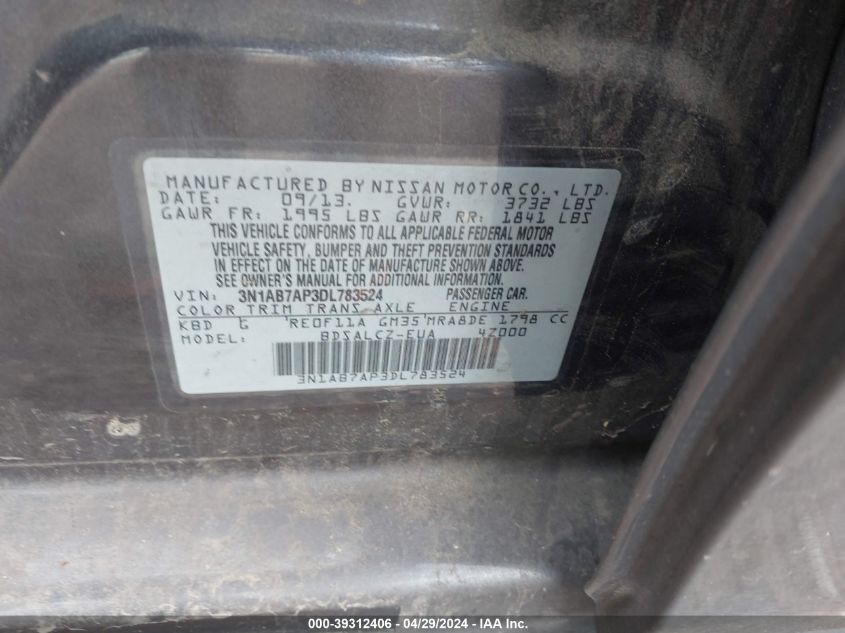 MANUFACTURED BY NISSAN MOTOR CO., LTD.
DATE: 09/13. GVWR: 3732 LBS
GAWR FR: 1995 LBS GAWR RR: 1841 LBS
THIS VEHICLE CONFORMS TO ALL APPLICABLE FEDERAL MOTOR
VEHICLE SAFETY, BUMPER AND THEFT PREVENTION STANDARDS
IN EFFECT ON THE DATE OF MANUFACTURE SHOWN ABOVE.
SEE OWNER'S MANUAL FOR ADDITIONAL INFORMATION.
VIN: 3N1AB7AP3DL783524 PASSENGER CAR.
COLOR TRIM TRANS AXLE ENGINE
KBD G 'RE0F11A GM35'MRA8DE 1798 CC
MODEL: BDSALCZ-EUA 4Z000
3N1AB7AP3DL783524
000-39312406 - 04/29/2024 - IAA Inc.